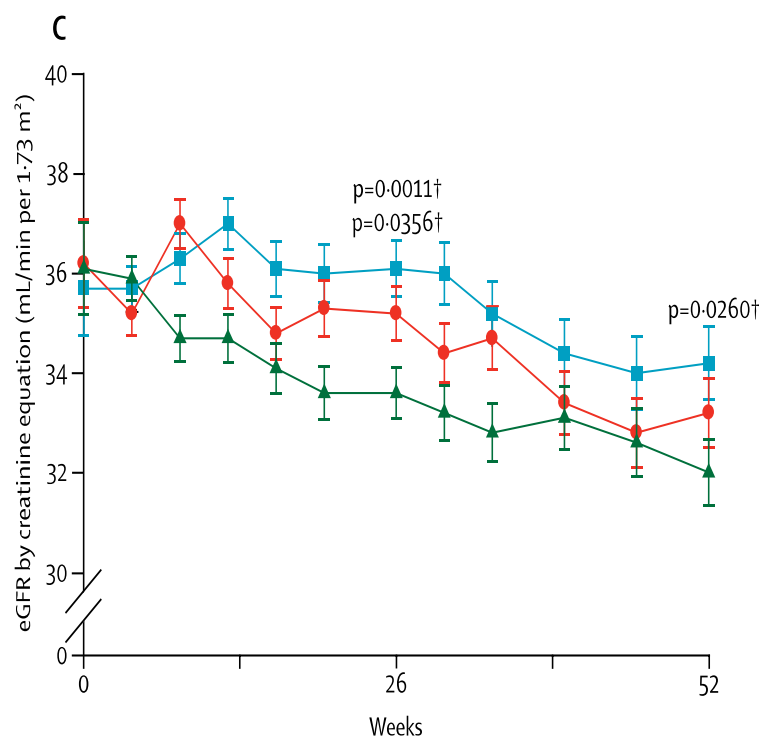 C
eGFR by creatinine equation (mL/min per 1·73 m²)
40
38
36
34
32
30
0
p=0·0011†
p=0·0356†
p=0·0260†
0 26 52
Weeks